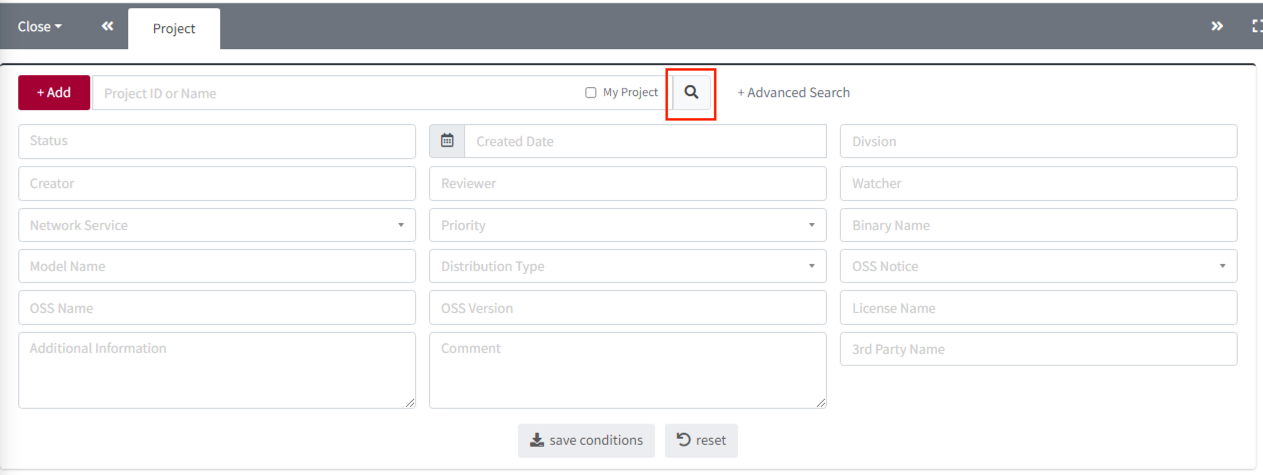 Close
Project
+ Add
Project ID or Name
My Project
+ Advanced Search
Status
Created Date
Divsion
Creator
Reviewer
Watcher
Network Service
Priority
Binary Name
Model Name
Distribution Type
OSS Notice
OSS Name
OSS Version
License Name
Additional Information
Comment
3rd Party Name
save conditions
reset